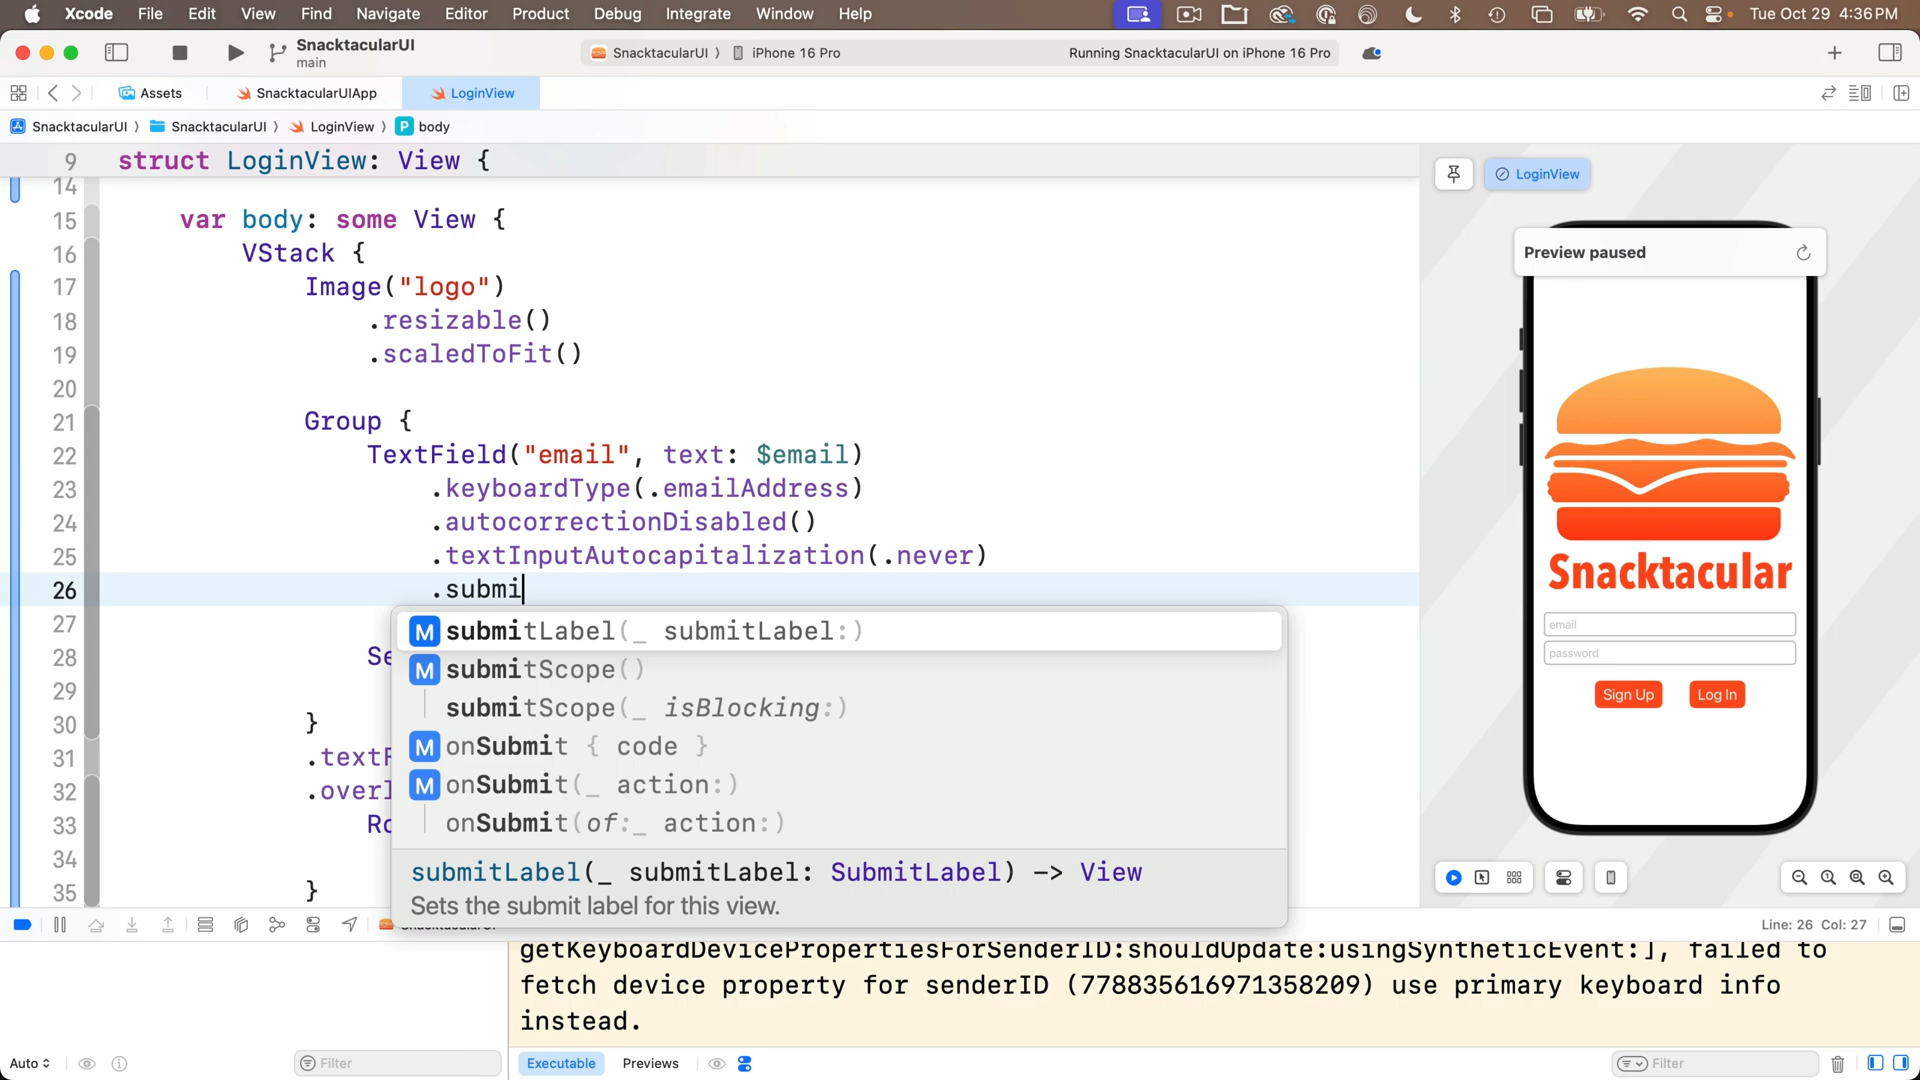 Xcode File Edit View Find Navigate Editor Product Debug Integrate Window Help Tue Oct 29 4:36 PM
SnacktacularUI
main
SnacktacularUI 〉 iPhone 16 Pro Running SnacktacularUI on iPhone 16 Pro
Assets SnacktacularUIApp LoginView
SnacktacularUI 〉 SnacktacularUI 〉 LoginView 〉 P body
9 struct LoginView: View {
14
15 var body: some View {
16 VStack {
17 Image("logo")
18 .resizable()
19 .scaledToFit()
20
21 Group {
22 TextField("email", text: $email)
23 .keyboardType(.emailAddress)
24 .autocorrectionDisabled()
25 .textInputAutocapitalization(.never)
26 .submi
27
28 Se
29
30 }
31 .textF
32 .overl
33 Ro
34
35 }
M submitLabel(_ submitLabel:)
M submitScope()
submitScope(_ isBlocking:)
M onSubmit { code }
M onSubmit(_ action:)
onSubmit(of:_ action:)
submitLabel(_ submitLabel: SubmitLabel) -> View
Sets the submit label for this view.
LoginView
Preview paused
Snacktacular
email
password
Sign Up Log In
Line: 26 Col: 27
getKeyboardDevicePropertiesForSenderID:shouldUpdate:usingSyntheticEvent:], failed to
fetch device property for senderID (778835616971358209) use primary keyboard info
instead.
Auto Filter Executable Previews Filter